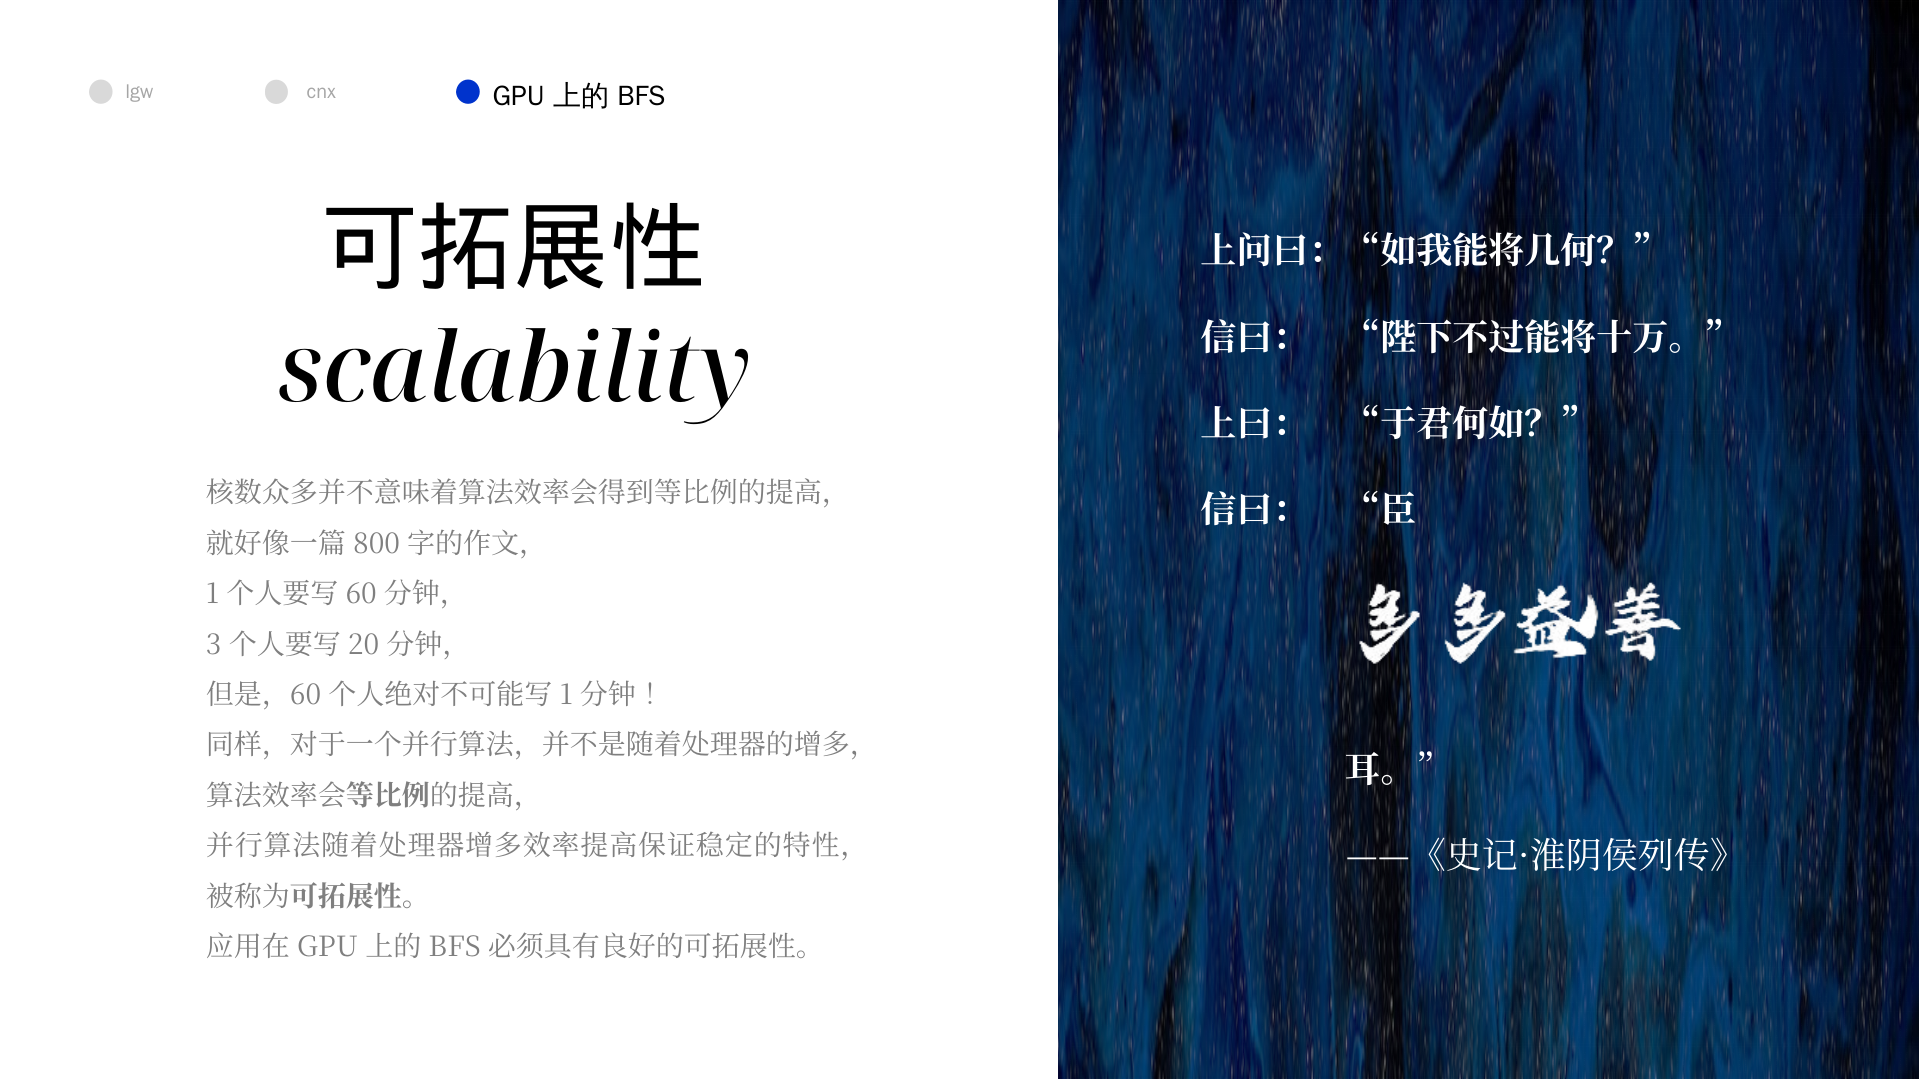 lgw
cnx
GPU 上的 BFS
可拓展性
scalability
核数众多并不意味着算法效率会得到等比例的提高，
就好像一篇 800 字的作文，
1 个人要写 60 分钟，
3 个人要写 20 分钟，
但是，60 个人绝对不可能写 1 分钟！
同样，对于一个并行算法，并不是随着处理器的增多，
算法效率会等比例的提高，
并行算法随着处理器增多效率提高保证稳定的特性，
被称为可拓展性。
应用在 GPU 上的 BFS 必须具有良好的可拓展性。
上问曰：“如我能将几何？”
信曰：“陛下不过能将十万。”
上曰：“于君何如？”
信曰：“臣
多多益善
耳。”
——《史记·淮阴侯列传》